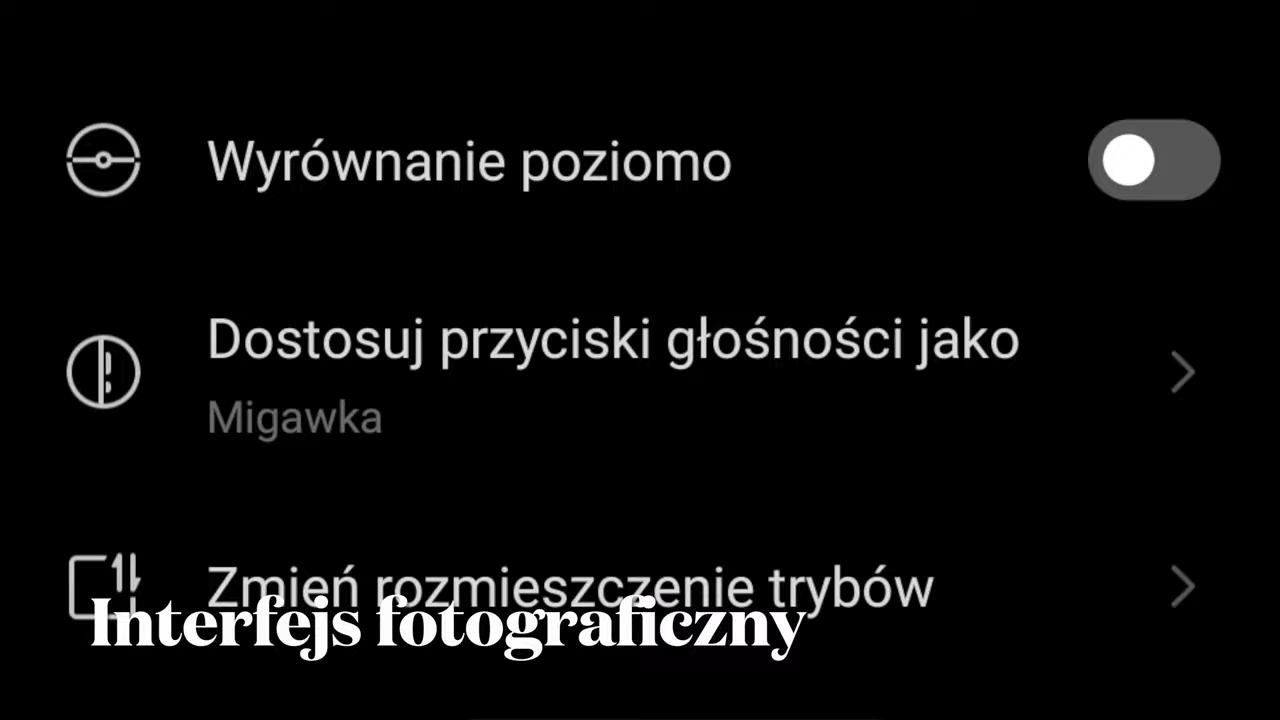 Wyrównanie poziomo
Dostosuj przyciski głośności jako
Migawka
Zmień rozmieszczenie trybów
Interfejs fotograficzny